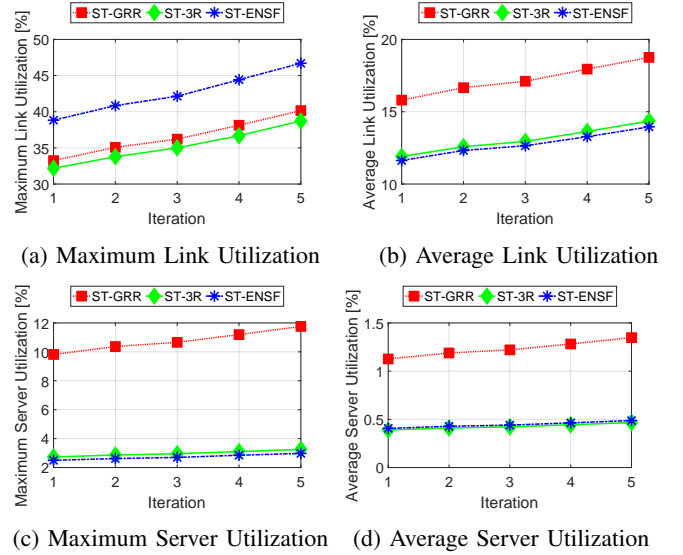 ST-GRR ST-3R ST-ENSF
Maximum Link Utilization [%]
50
45
40
35
30
1 2 3 4 5
Iteration
(a) Maximum Link Utilization
ST-GRR ST-3R ST-ENSF
Average Link Utilization [%]
20
15
10
1 2 3 4 5
Iteration
(b) Average Link Utilization
ST-GRR ST-3R ST-ENSF
Maximum Server Utilization [%]
12
10
8
6
4
2
1 2 3 4 5
Iteration
(c) Maximum Server Utilization
ST-GRR ST-3R ST-ENSF
Average Server Utilization [%]
1.5
1
0.5
0
1 2 3 4 5
Iteration
(d) Average Server Utilization